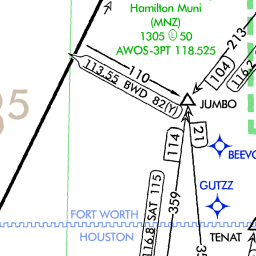 Hamilton Muni
(MNZ)
1305 Ⓛ 50
AWOS-3PT 118.525
213
104
116.2
110
113.55 BWD 82(Y)
JUMBO
35
114
21
BEEVO
GUTZZ
116.8 SAT 115
359
FORT WORTH
HOUSTON
TENAT
35